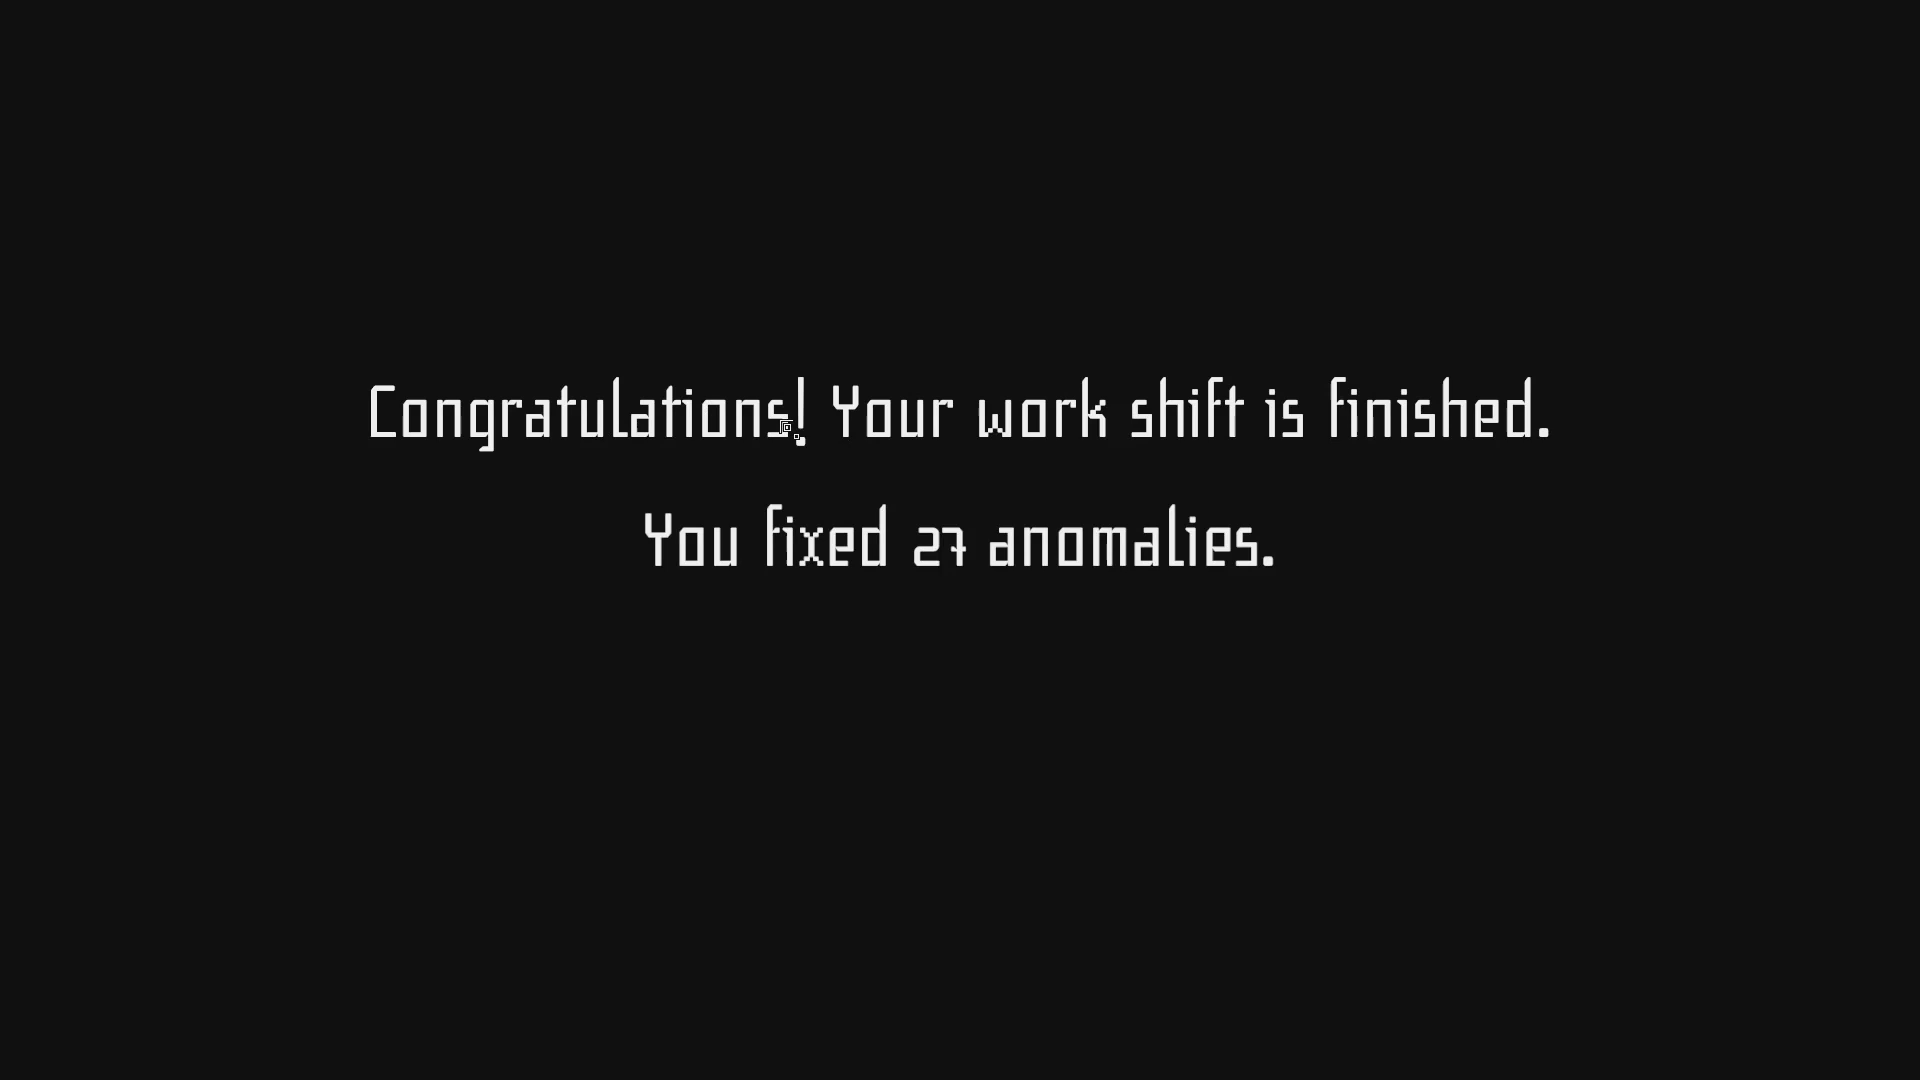 Congratulations! Your work shift is finished.
You fixed 27 anomalies.